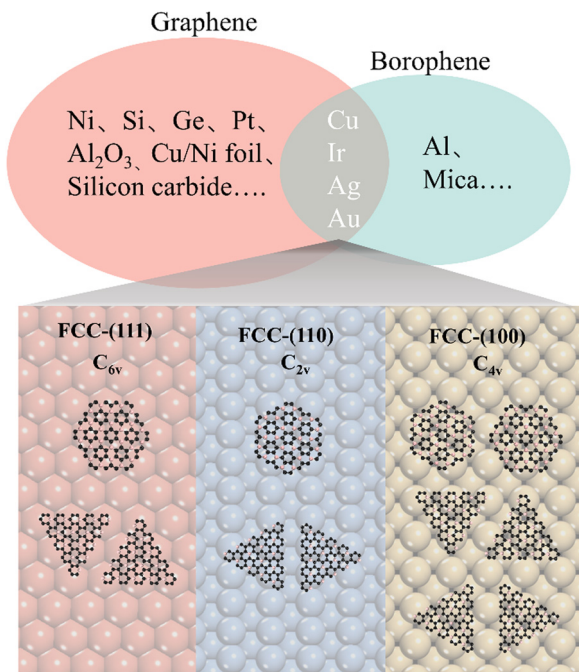 Graphene
Borophene
Ni、Si、Ge、Pt、
Al₂O₃、Cu/Ni foil、
Silicon carbide….
Cu
Ir
Ag
Au
Al、
Mica….
FCC-(111)
C₆ᵥ
FCC-(110)
C₂ᵥ
FCC-(100)
C₄ᵥ